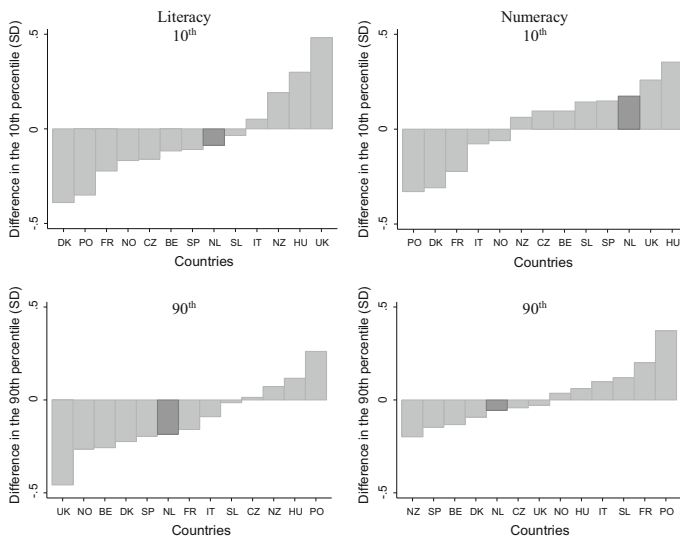 Literacy
10th
Difference in the 10th percentile (SD)
.5
0
-.5
DK PO FR NO CZ BE SP NL SL IT NZ HU UK
Countries
Numeracy
10th
Difference in the 10th percentile (SD)
.5
0
-.5
PO DK FR IT NO NZ CZ BE SL SP NL UK HU
Countries
90th
Difference in the 90th percentile (SD)
.5
0
-.5
UK NO BE DK SP NL FR IT SL CZ NZ HU PO
Countries
90th
Difference in the 90th percentile (SD)
.5
0
-.5
NZ SP BE DK NL CZ UK NO HU IT SL FR PO
Countries